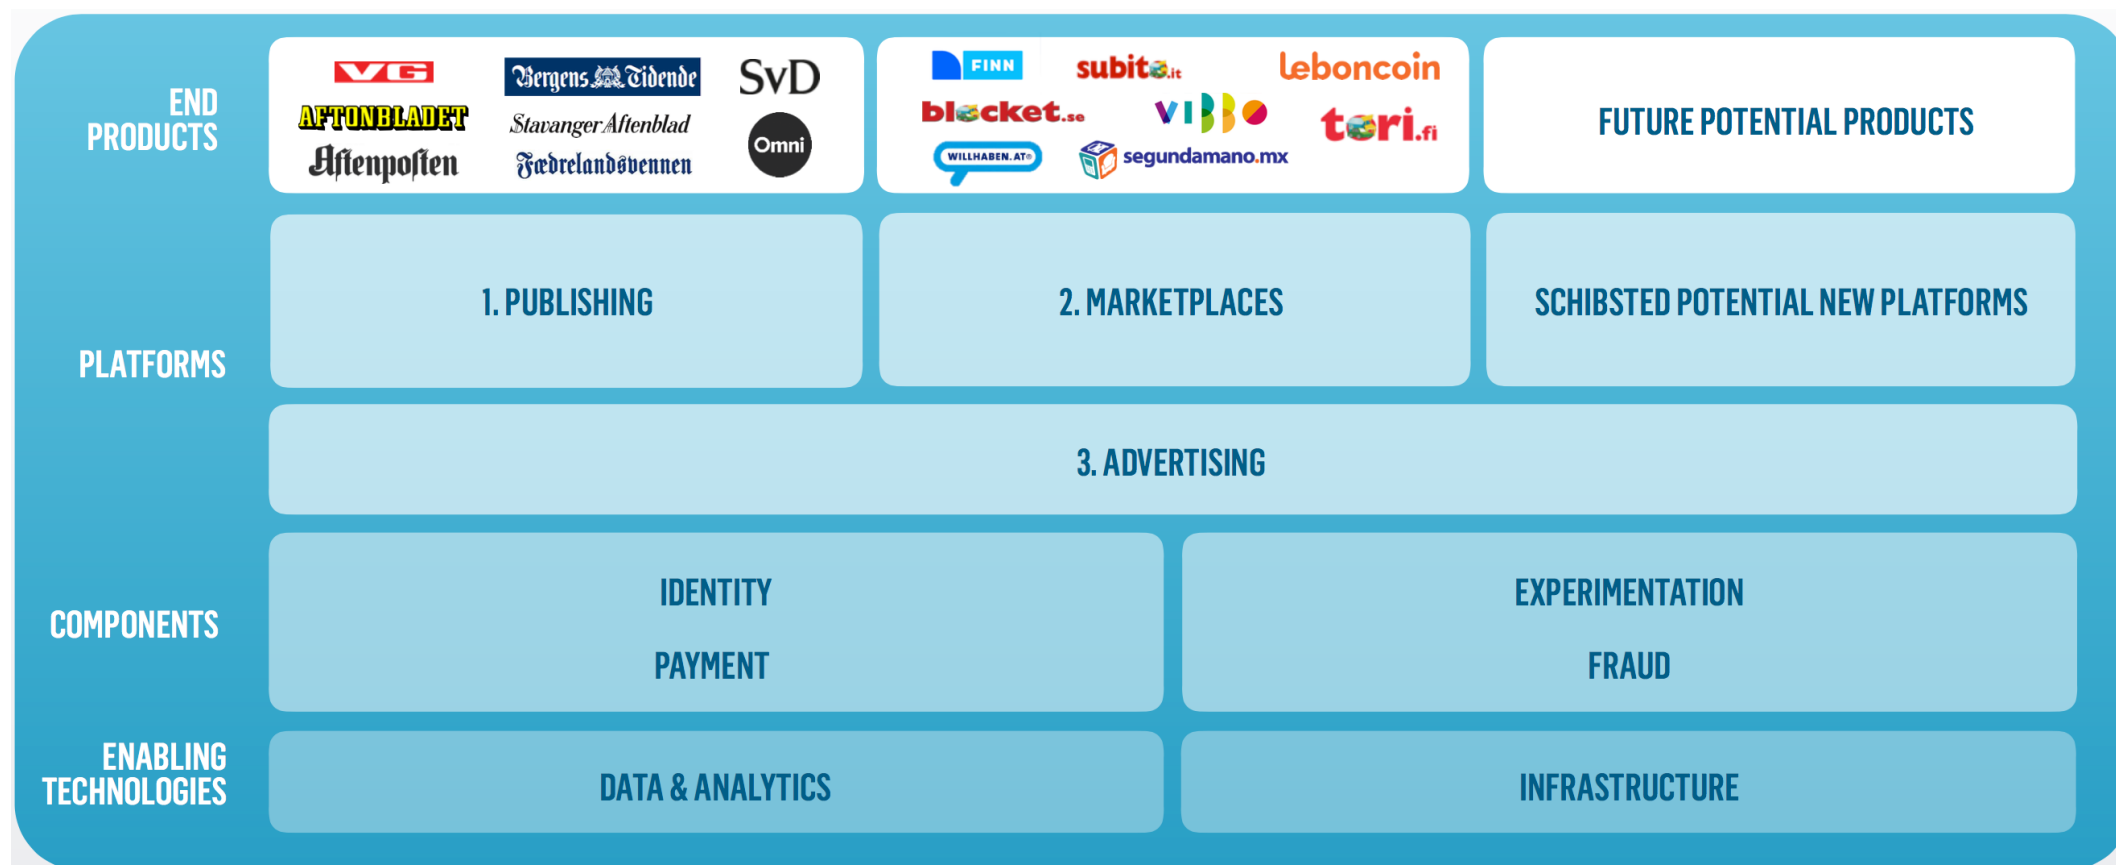 END
PRODUCTS
VG
AFTONBLADET
Aftenposten
Bergens Tidende
Stavanger Aftenblad
Fædrelandsvennen
SvD
Omni
FINN
subito.it
leboncoin
blocket.se
VIBBO
tori.fi
WILLHABEN.AT®
segundamano.mx
FUTURE POTENTIAL PRODUCTS
PLATFORMS
1. PUBLISHING
2. MARKETPLACES
SCHIBSTED POTENTIAL NEW PLATFORMS
3. ADVERTISING
COMPONENTS
IDENTITY
PAYMENT
EXPERIMENTATION
FRAUD
ENABLING
TECHNOLOGIES
DATA & ANALYTICS
INFRASTRUCTURE